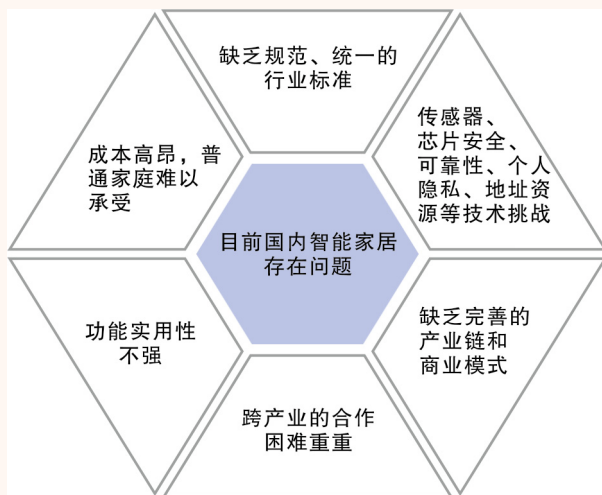 缺乏规范、统一的
行业标准
传感器、
芯片安全、
可靠性、个人
隐私、地址资
源等技术挑战
成本高昂，普
通家庭难以
承受
目前国内智能家居
存在问题
功能实用性
不强
缺乏完善的
产业链和
商业模式
跨产业的合作
困难重重